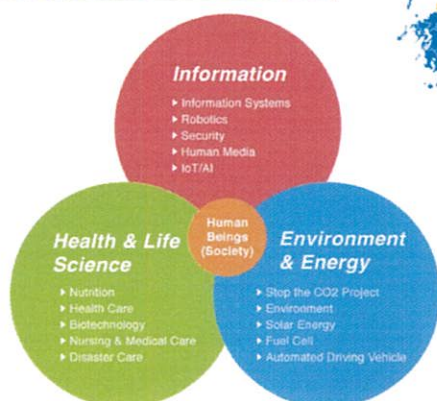 Information
▸ Information Systems
▸ Robotics
▸ Security
▸ Human Media
▸ IoT/AI
Human
Beings
(Society)
Health & Life
Science
▸ Nutrition
▸ Health Care
▸ Biotechnology
▸ Nursing & Medical Care
▸ Disaster Care
Environment
& Energy
▸ Stop the CO2 Project
▸ Environment
▸ Solar Energy
▸ Fuel Cell
▸ Automated Driving Vehicle